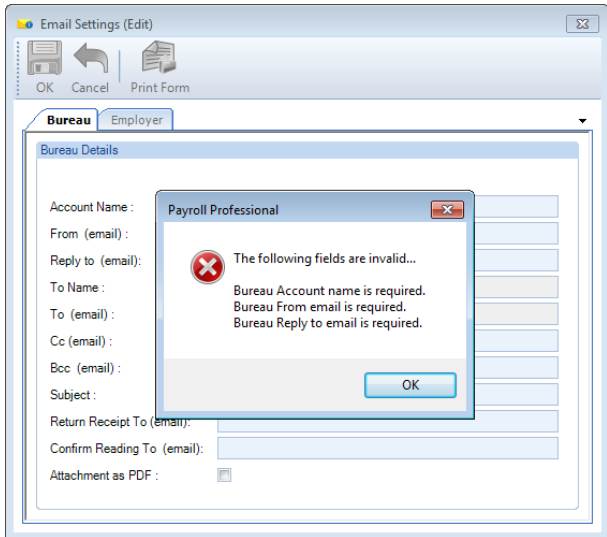 Email Settings (Edit)
OK Cancel Print Form
Bureau Employer
Bureau Details
Account Name :
From (email) :
Reply to (email):
To Name :
To (email) :
Cc (email) :
Bcc (email) :
Subject :
Return Receipt To (email):
Confirm Reading To (email):
Attachment as PDF :
Payroll Professional
The following fields are invalid...
Bureau Account name is required.
Bureau From email is required.
Bureau Reply to email is required.
OK